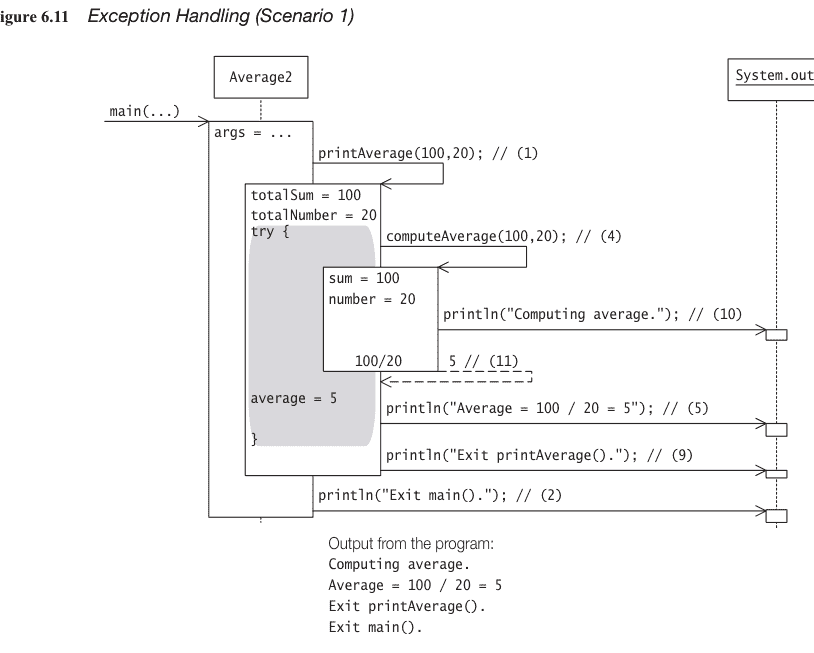 igure 6.11 Exception Handling (Scenario 1)
Average2
System.out
main(...)
args = ...
printAverage(100,20); // (1)
totalSum = 100
totalNumber = 20
try {
computeAverage(100,20); // (4)
sum = 100
number = 20
println("Computing average."); // (10)
100/20
5 // (11)
average = 5
println("Average = 100 / 20 = 5"); // (5)
}
println("Exit printAverage()."); // (9)
println("Exit main()."); // (2)
Output from the program:
Computing average.
Average = 100 / 20 = 5
Exit printAverage().
Exit main().